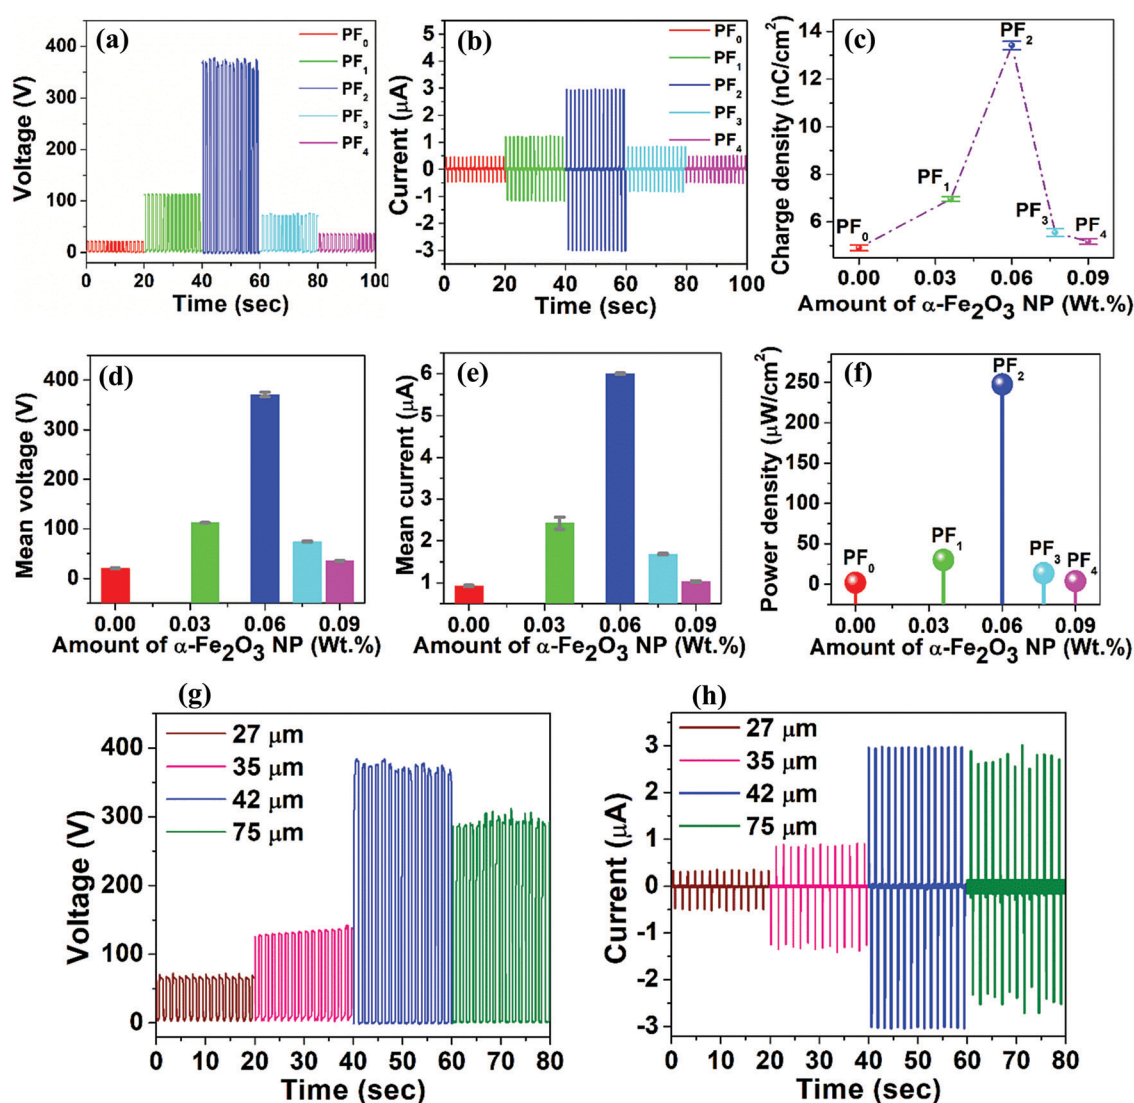 (a)
PF0
PF1
PF2
PF3
PF4
400
300
200
100
0
Voltage (V)
0 20 40 60 80 100
Time (sec)
(b)
PF0
PF1
PF2
PF3
PF4
5
4
3
2
1
0
-1
-2
-3
Current (μA)
0 20 40 60 80 100
Time (sec)
(c)
14
12
10
8
6
Charge density (nC/cm²)
PF0
PF1
PF2
PF3
PF4
0.00 0.03 0.06 0.09
Amount of α-Fe2O3 NP (Wt.%)
(d)
400
300
200
100
0
Mean voltage (V)
0.00 0.03 0.06 0.09
Amount of α-Fe2O3 NP (Wt.%)
(e)
6
5
4
3
2
1
Mean current (μA)
0.00 0.03 0.06 0.09
Amount of α-Fe2O3 NP (Wt.%)
(f)
250
200
150
100
50
0
Power density (μW/cm²)
PF0
PF1
PF2
PF3
PF4
0.00 0.03 0.06 0.09
Amount of α-Fe2O3 NP (Wt.%)
(g)
27 μm
35 μm
42 μm
75 μm
400
300
200
100
0
Voltage (V)
0 10 20 30 40 50 60 70 80
Time (sec)
(h)
27 μm
35 μm
42 μm
75 μm
3
2
1
0
-1
-2
-3
Current (μA)
0 10 20 30 40 50 60 70 80
Time (sec)